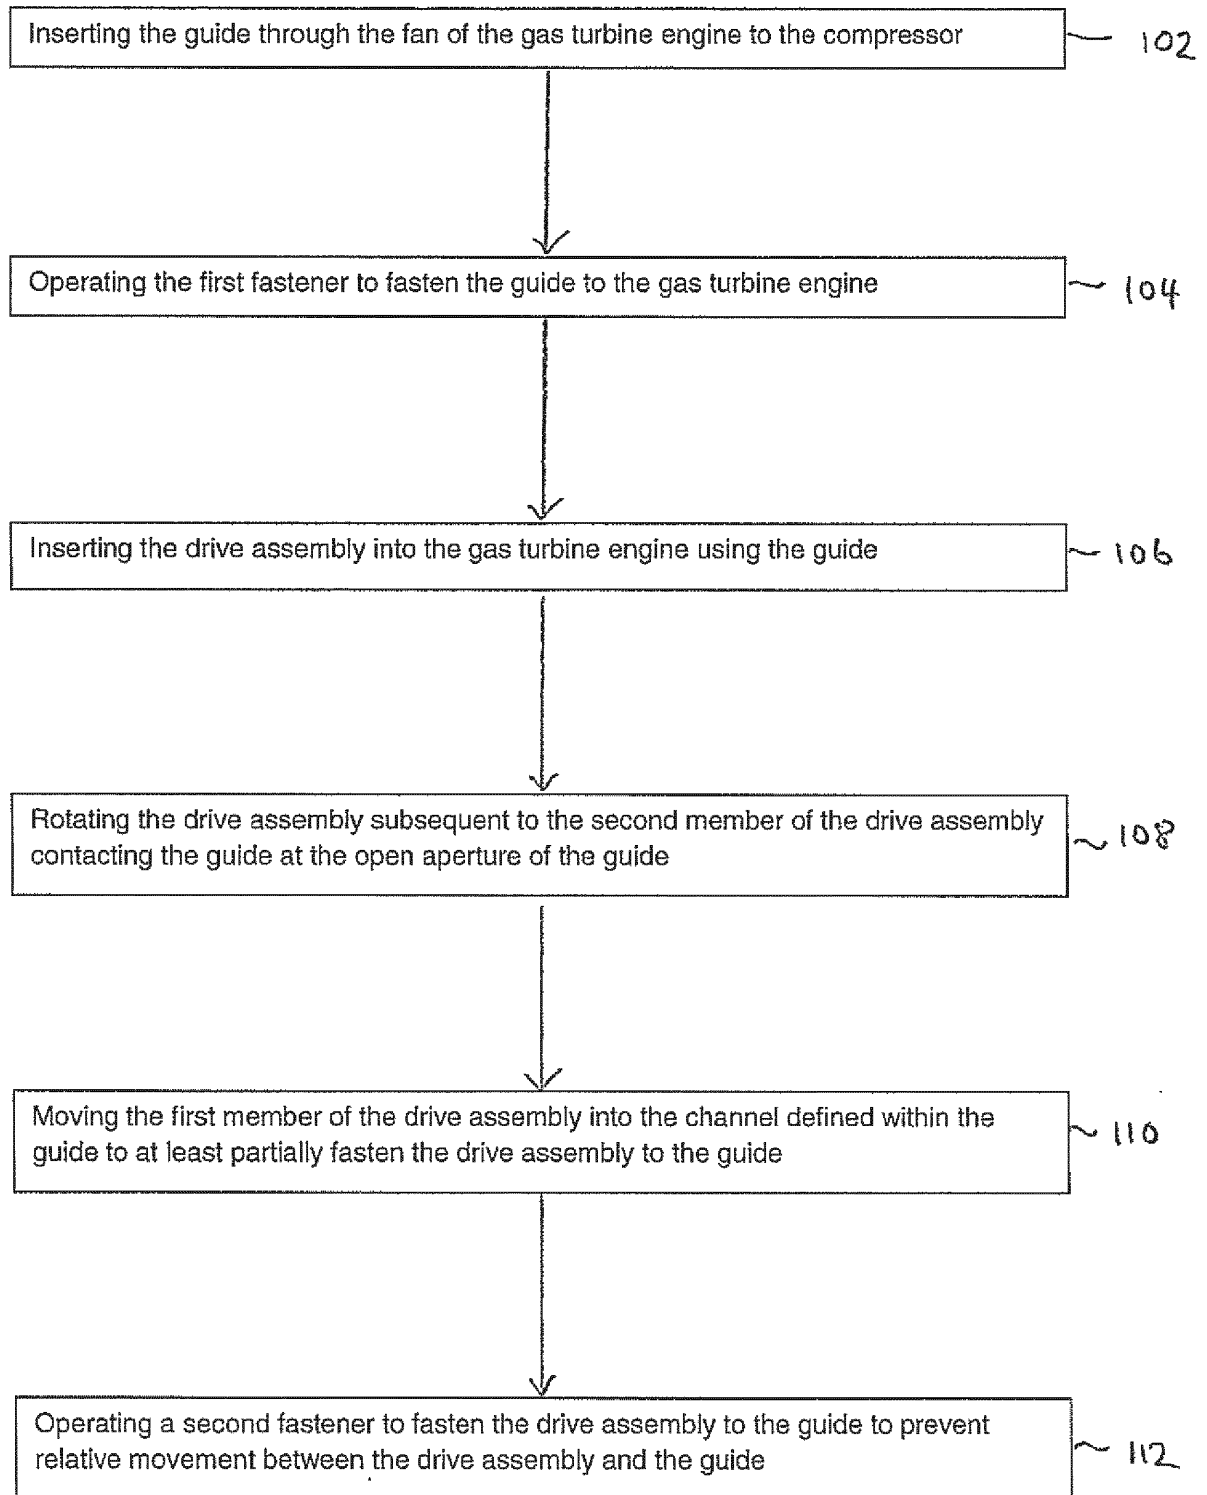 Inserting the guide through the fan of the gas turbine engine to the compressor
102
Operating the first fastener to fasten the guide to the gas turbine engine
104
Inserting the drive assembly into the gas turbine engine using the guide
106
Rotating the drive assembly subsequent to the second member of the drive assembly
contacting the guide at the open aperture of the guide
108
Moving the first member of the drive assembly into the channel defined within the
guide to at least partially fasten the drive assembly to the guide
110
Operating a second fastener to fasten the drive assembly to the guide to prevent
relative movement between the drive assembly and the guide
112